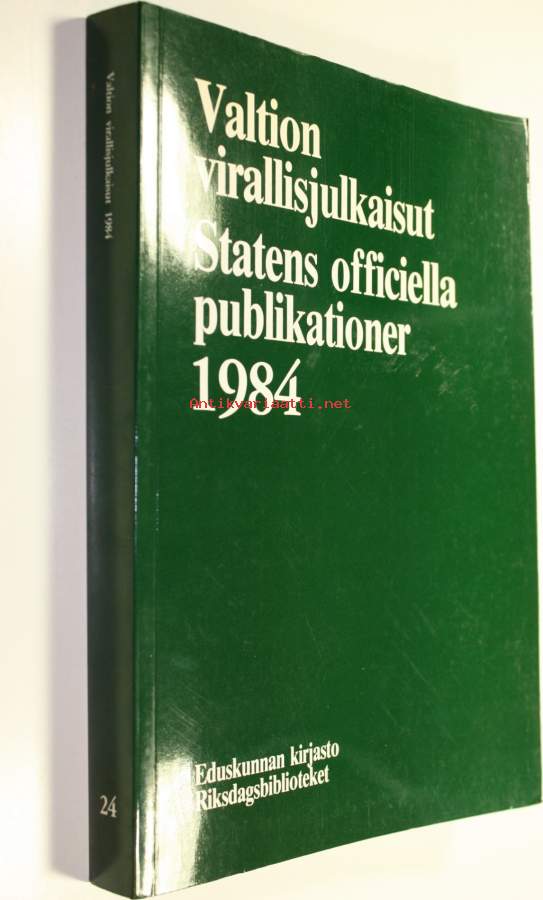 Valtion virallisjulkaisut 1984
24
Valtion
virallisjulkaisut
Statens officiella
publikationer
1984
Antikvariaatti.net
Eduskunnan kirjasto
Riksdagsbiblioteket